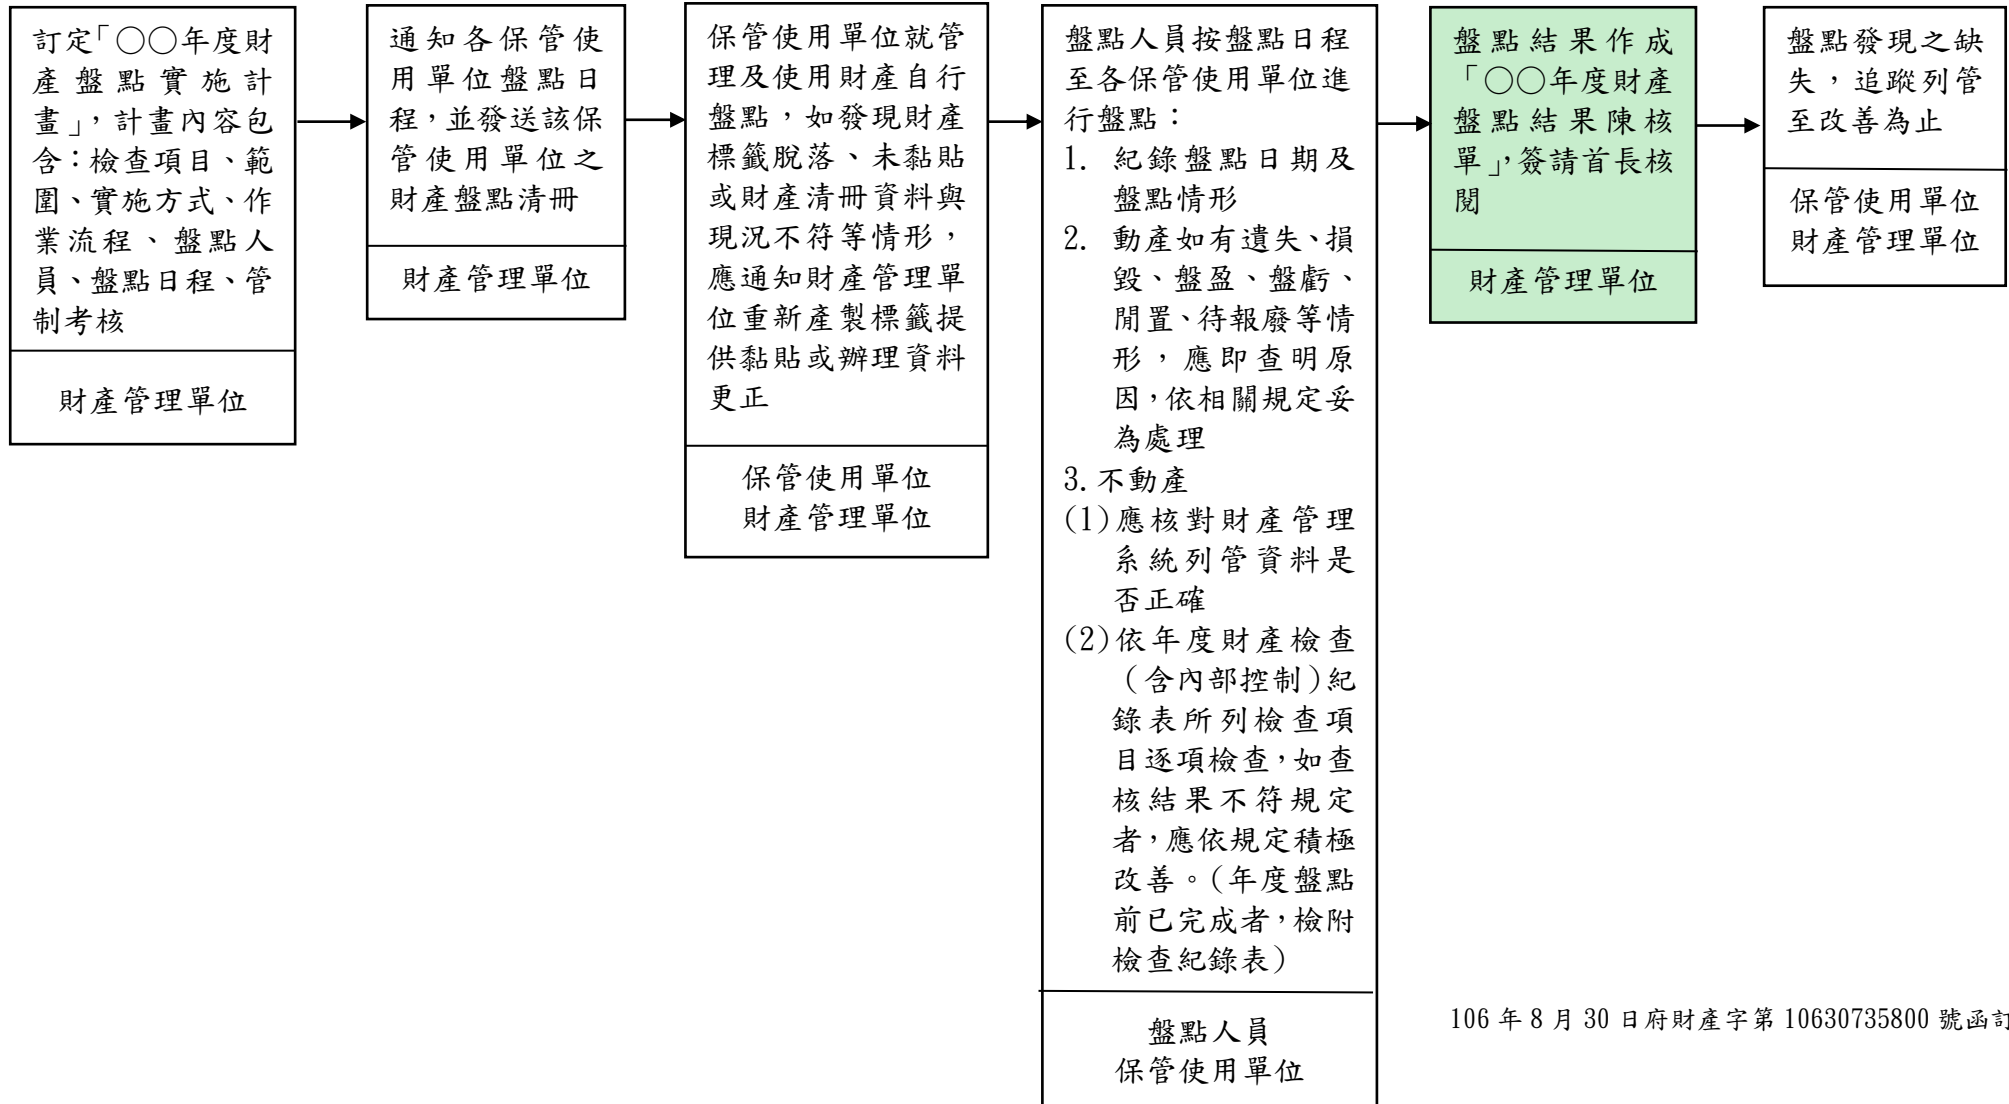 訂定「○○年度財
產盤點實施計
畫」，計畫內容包
含：檢查項目、範
圍、實施方式、作
業流程、盤點人
員、盤點日程、管
制考核
財產管理單位
通知各保管使
用單位盤點日
程，並發送該保
管使用單位之
財產盤點清冊
財產管理單位
保管使用單位就管
理及使用財產自行
盤點，如發現財產
標籤脫落、未黏貼
或財產清冊資料與
現況不符等情形，
應通知財產管理單
位重新產製標籤提
供黏貼或辦理資料
更正
保管使用單位
財產管理單位
盤點人員按盤點日程
至各保管使用單位進
行盤點：
1. 紀錄盤點日期及
盤點情形
2. 動產如有遺失、損
毀、盤盈、盤虧、
閒置、待報廢等情
形，應即查明原
因，依相關規定妥
為處理
3.不動產
(1)應核對財產管理
系統列管資料是
否正確
(2)依年度財產檢查
（含內部控制）紀
錄表所列檢查項
目逐項檢查，如查
核結果不符規定
者，應依規定積極
改善。（年度盤點
前已完成者，檢附
檢查紀錄表）
盤點人員
保管使用單位
盤點結果作成
「○○年度財產
盤點結果陳核
單」，簽請首長核
閱
財產管理單位
盤點發現之缺
失，追蹤列管
至改善為止
保管使用單位
財產管理單位
106 年 8 月 30 日府財產字第 10630735800 號函訂